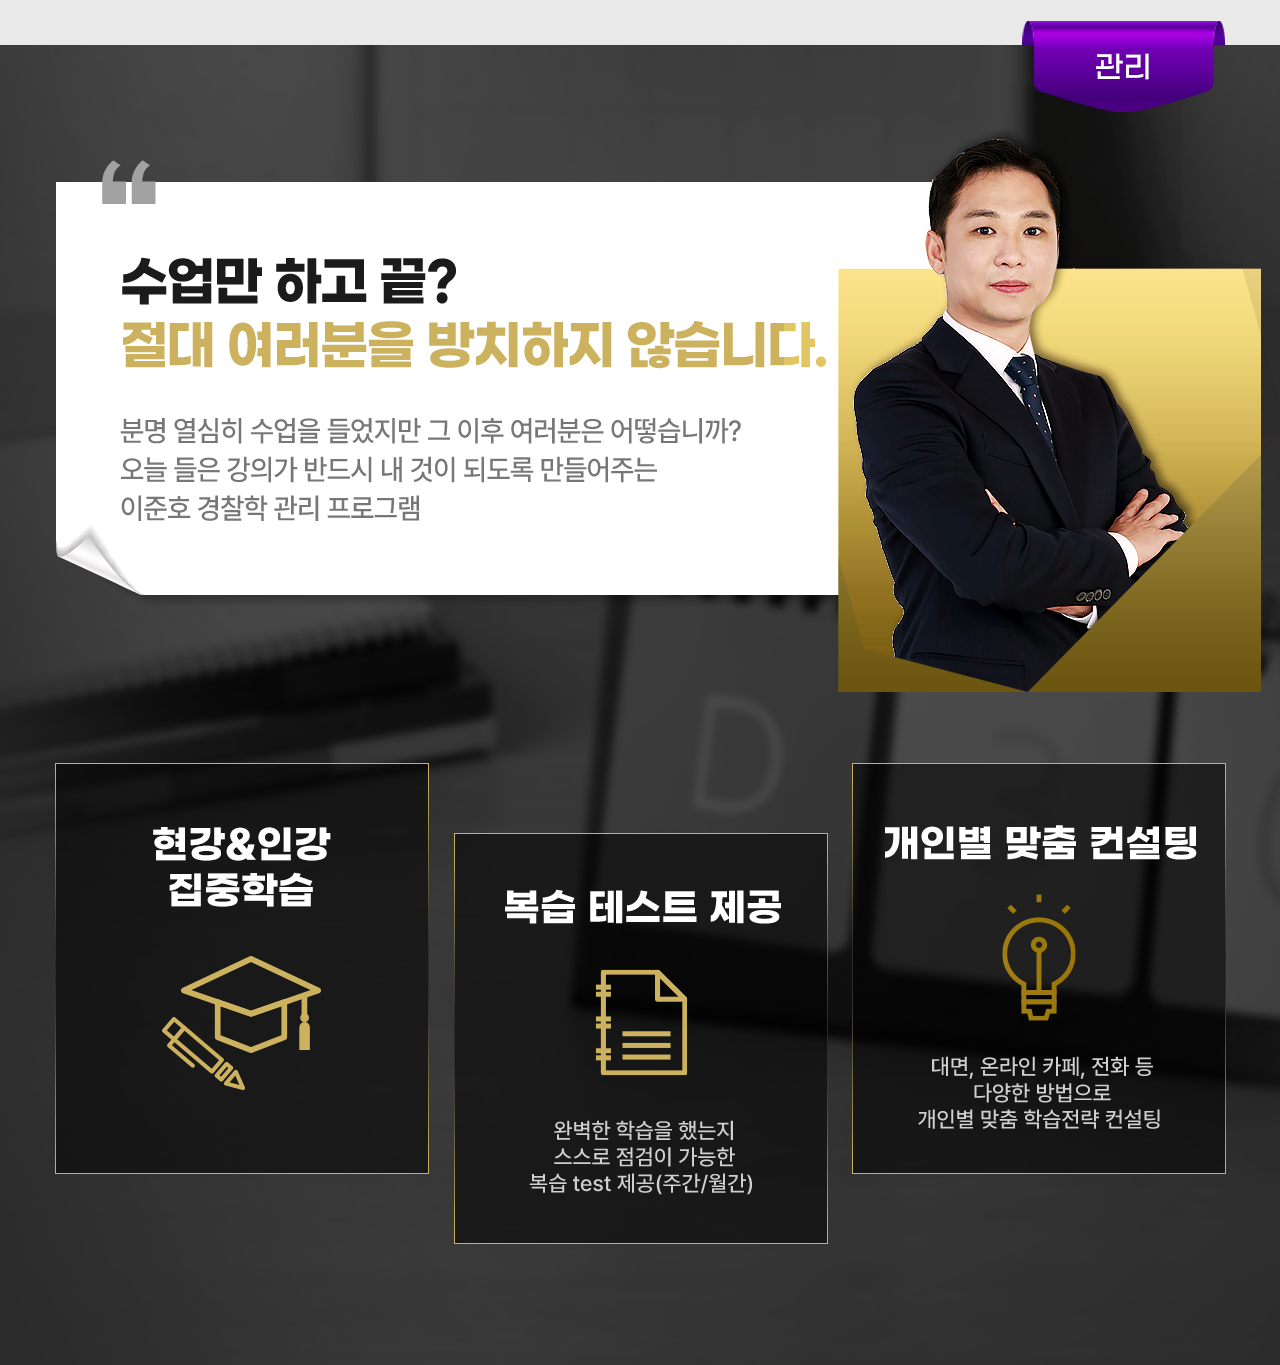 관리
“
수업만 하고 끝?
절대 여러분을 방치하지 않습니다.
분명 열심히 수업을 들었지만 그 이후 여러분은 어떻습니까?
오늘 들은 강의가 반드시 내 것이 되도록 만들어주는
이준호 경찰학 관리 프로그램
현강&인강
집중학습
복습 테스트 제공
완벽한 학습을 했는지
스스로 점검이 가능한
복습 test 제공(주간/월간)
개인별 맞춤 컨설팅
대면, 온라인 카페, 전화 등
다양한 방법으로
개인별 맞춤 학습전략 컨설팅